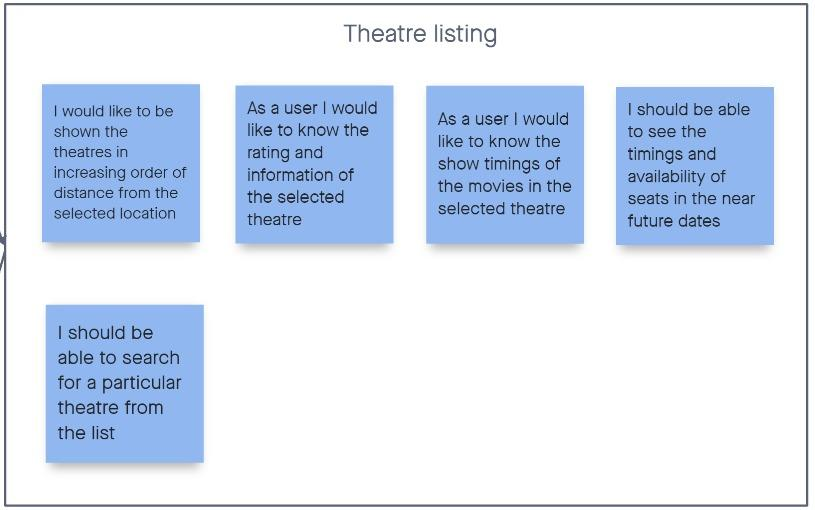 Theatre listing
I would like to be
shown the
theatres in
increasing order of
distance from the
selected location
As a user I would
like to know the
rating and
information of
the selected
theatre
As a user I would
like to know the
show timings of
the movies in the
selected theatre
I should be able
to see the
timings and
availability of
seats in the near
future dates
I should be
able to search
for a particular
theatre from
the list